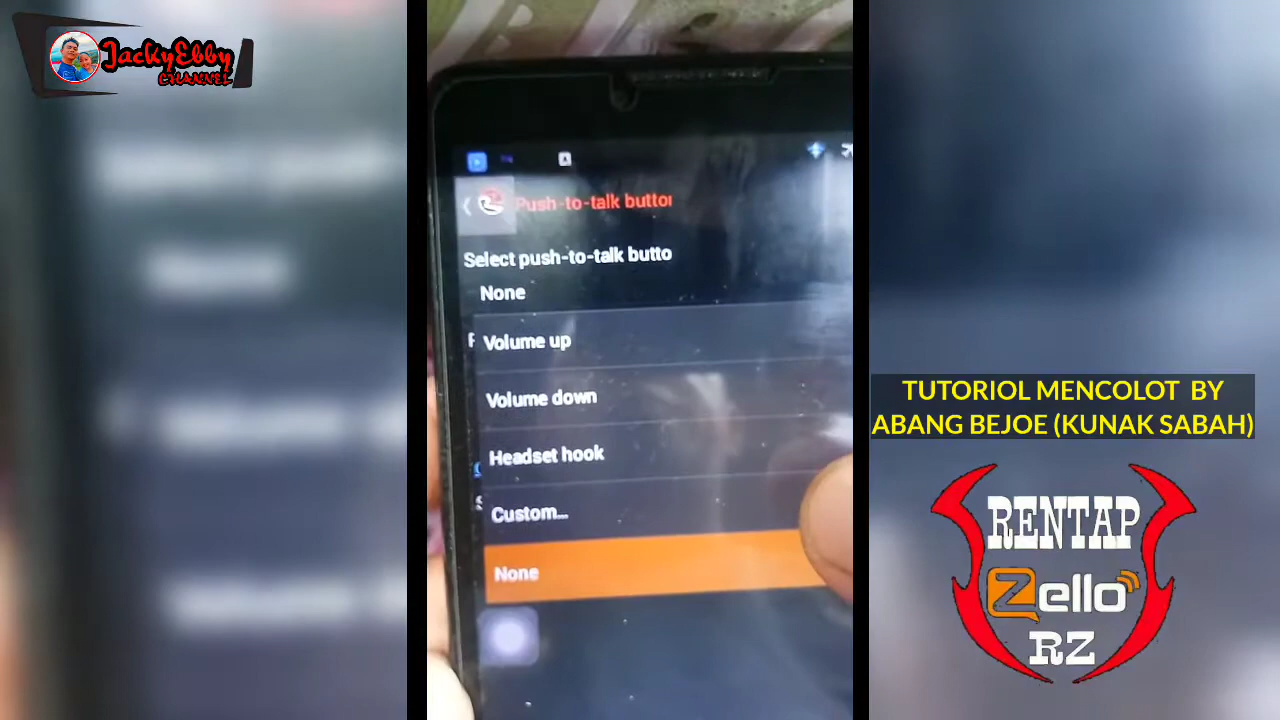 JackyEbby
CHANNEL
Push-to-talk button
Select push-to-talk butto
None
Volume up
Volume down
Headset hook
Custom...
None
TUTORIOL MENCOLOT BY
ABANG BEJOE (KUNAK SABAH)
RENTAP
Zello
RZ